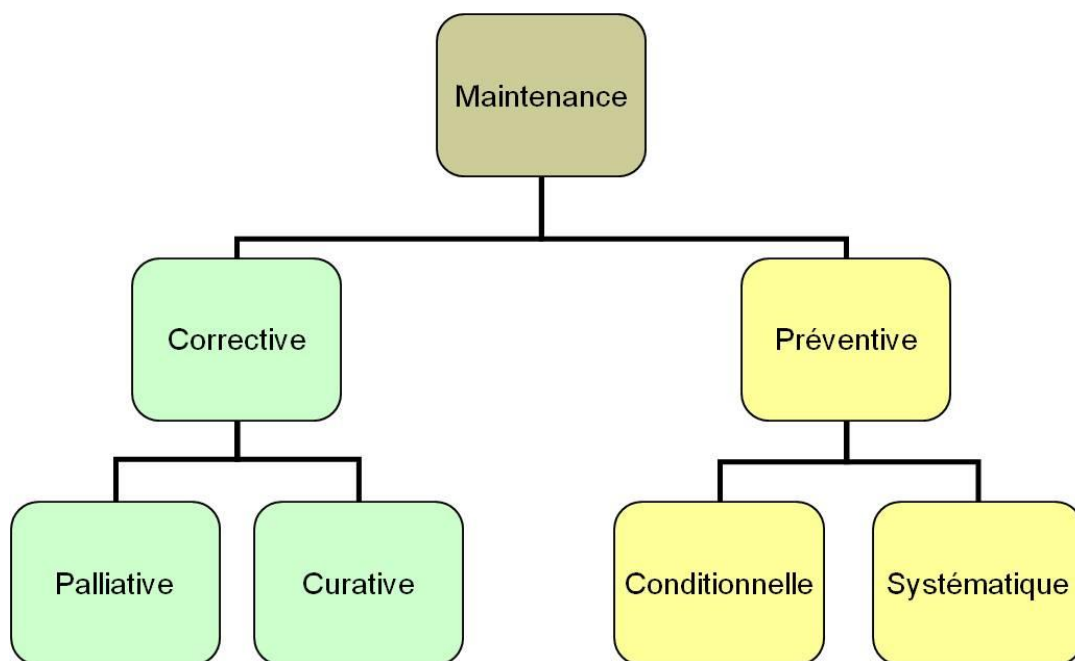 Maintenance
Corrective
Préventive
Palliative
Curative
Conditionnelle
Systématique